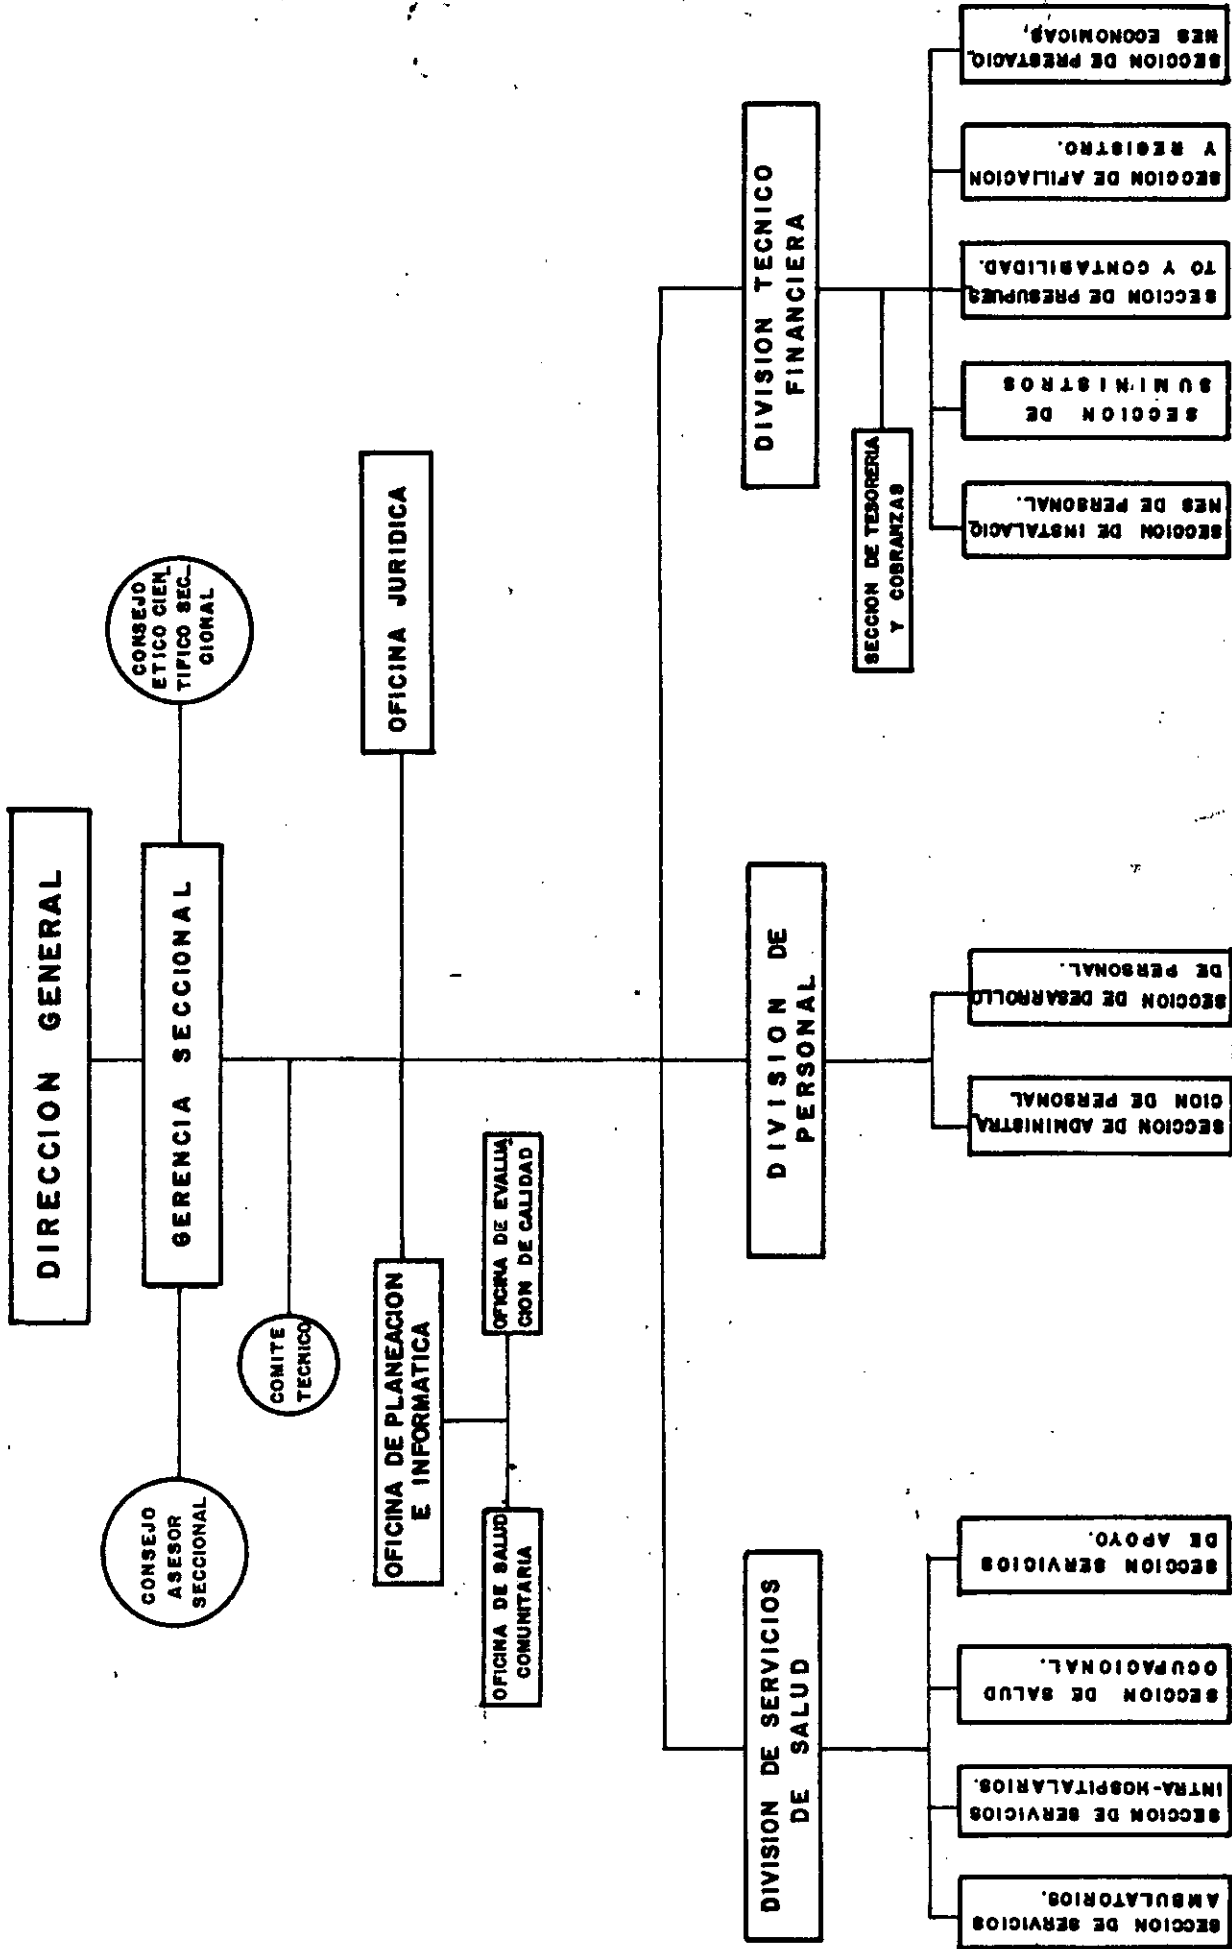 DIRECCION GENERAL
GERENCIA SECCIONAL
CONSEJO
ASESOR
SECCIONAL
CONSEJO
ETICO CIEN_
TIFICO SEC_
CIONAL
COMITE
TECNICO
OFICINA DE PLANEACION
E INFORMATICA
OFICINA JURIDICA
OFICINA DE SALUD
COMUNITARIA
OFICINA DE EVALUA_
CION DE CALIDAD
DIVISION DE SERVICIOS
DE SALUD
DIVISION DE
PERSONAL
DIVISION TECNICO
FINANCIERA
SECCION DE TESORERIA
Y COBRANZAS
SECCION DE SERVICIOS
AMBULATORIOS.
SECCION DE SERVICIOS
INTRA-HOSPITALARIOS.
SECCION DE SALUD
OCUPACIONAL.
SECCION SERVICIOS
DE APOYO.
SECCION DE ADMINISTRA_
CION DE PERSONAL
SECCION DE DESARROLLO
DE PERSONAL.
SECCION DE INSTALACIO_
NES DE PERSONAL.
SECCION DE
SUMINISTROS
SECCION DE PRESUPUES_
TO Y CONTABILIDAD.
SECCION DE AFILIACION
Y REGISTRO.
SECCION DE PRESTACIO_
NES ECONOMICAS,